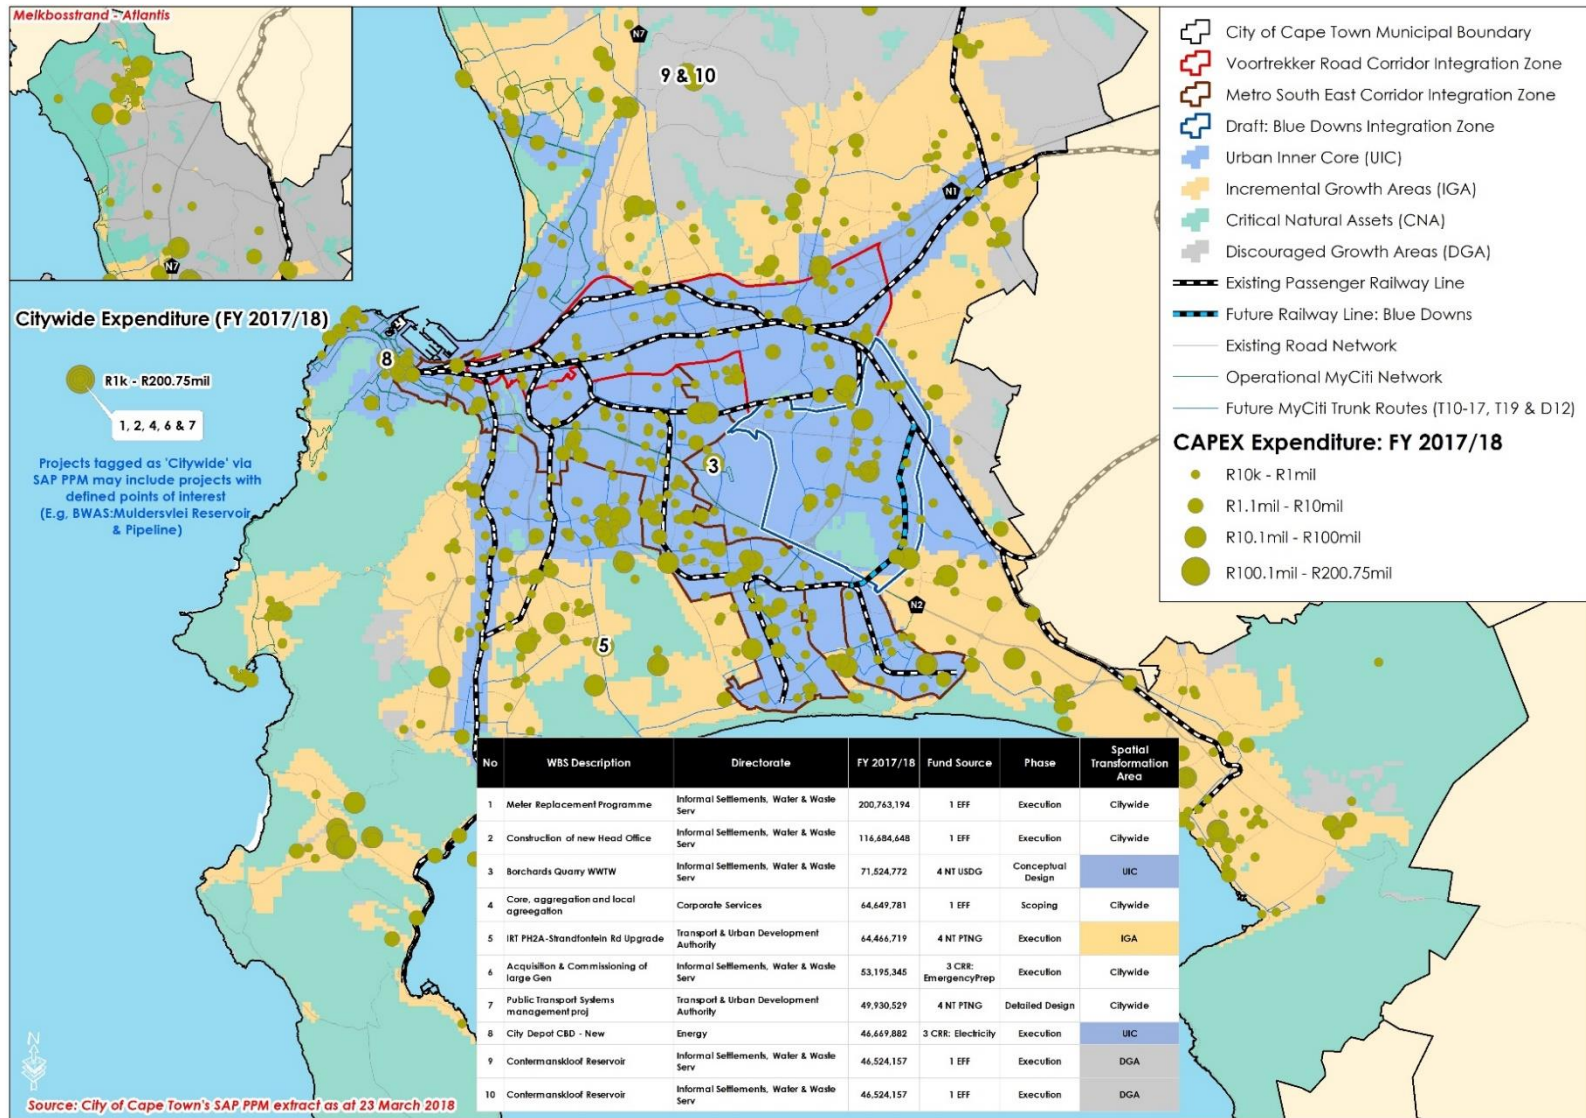 Melkbosstrand - Atlantis
N7
N7
9 & 10
N1
City of Cape Town Municipal Boundary
Voortrekker Road Corridor Integration Zone
Metro South East Corridor Integration Zone
Draft: Blue Downs Integration Zone
Urban Inner Core (UIC)
Incremental Growth Areas (IGA)
Critical Natural Assets (CNA)
Discouraged Growth Areas (DGA)
Existing Passenger Railway Line
Future Railway Line: Blue Downs
Existing Road Network
Operational MyCiti Network
Future MyCiti Trunk Routes (T10-17, T19 & D12)
CAPEX Expenditure: FY 2017/18
R10k - R1mil
R1.1mil - R10mil
R10.1mil - R100mil
R100.1mil - R200.75mil
Citywide Expenditure (FY 2017/18)
R1k - R200.75mil
1, 2, 4, 6 & 7
Projects tagged as 'Citywide' via
SAP PPM may include projects with
defined points of interest
(E.g, BWAS:Muldersvlei Reservoir
& Pipeline)
8
3
5
N2
No WBS Description Directorate FY 2017/18 Fund Source Phase Spatial Transformation Area
1 Meter Replacement Programme Informal Settlements, Water & Waste Serv 200,763,194 1 EFF Execution Citywide
2 Construction of new Head Office Informal Settlements, Water & Waste Serv 116,684,648 1 EFF Execution Citywide
3 Borchards Quarry WWTW Informal Settlements, Water & Waste Serv 71,524,772 4 NT USDG Conceptual Design UIC
4 Core, aggregation and local agreegation Corporate Services 64,649,781 1 EFF Scoping Citywide
5 IRT PH2A-Strandfontein Rd Upgrade Transport & Urban Development Authority 64,466,719 4 NT PTNG Execution IGA
6 Acquisition & Commissioning of large Gen Informal Settlements, Water & Waste Serv 53,195,345 3 CRR: EmergencyPrep Execution Citywide
7 Public Transport Systems management proj Transport & Urban Development Authority 49,930,529 4 NT PTNG Detailed Design Citywide
8 City Depot CBD - New Energy 46,669,882 3 CRR: Electricity Execution UIC
9 Contermanskloof Reservoir Informal Settlements, Water & Waste Serv 46,524,157 1 EFF Execution DGA
10 Contermanskloof Reservoir Informal Settlements, Water & Waste Serv 46,524,157 1 EFF Execution DGA
N
Source: City of Cape Town's SAP PPM extract as at 23 March 2018